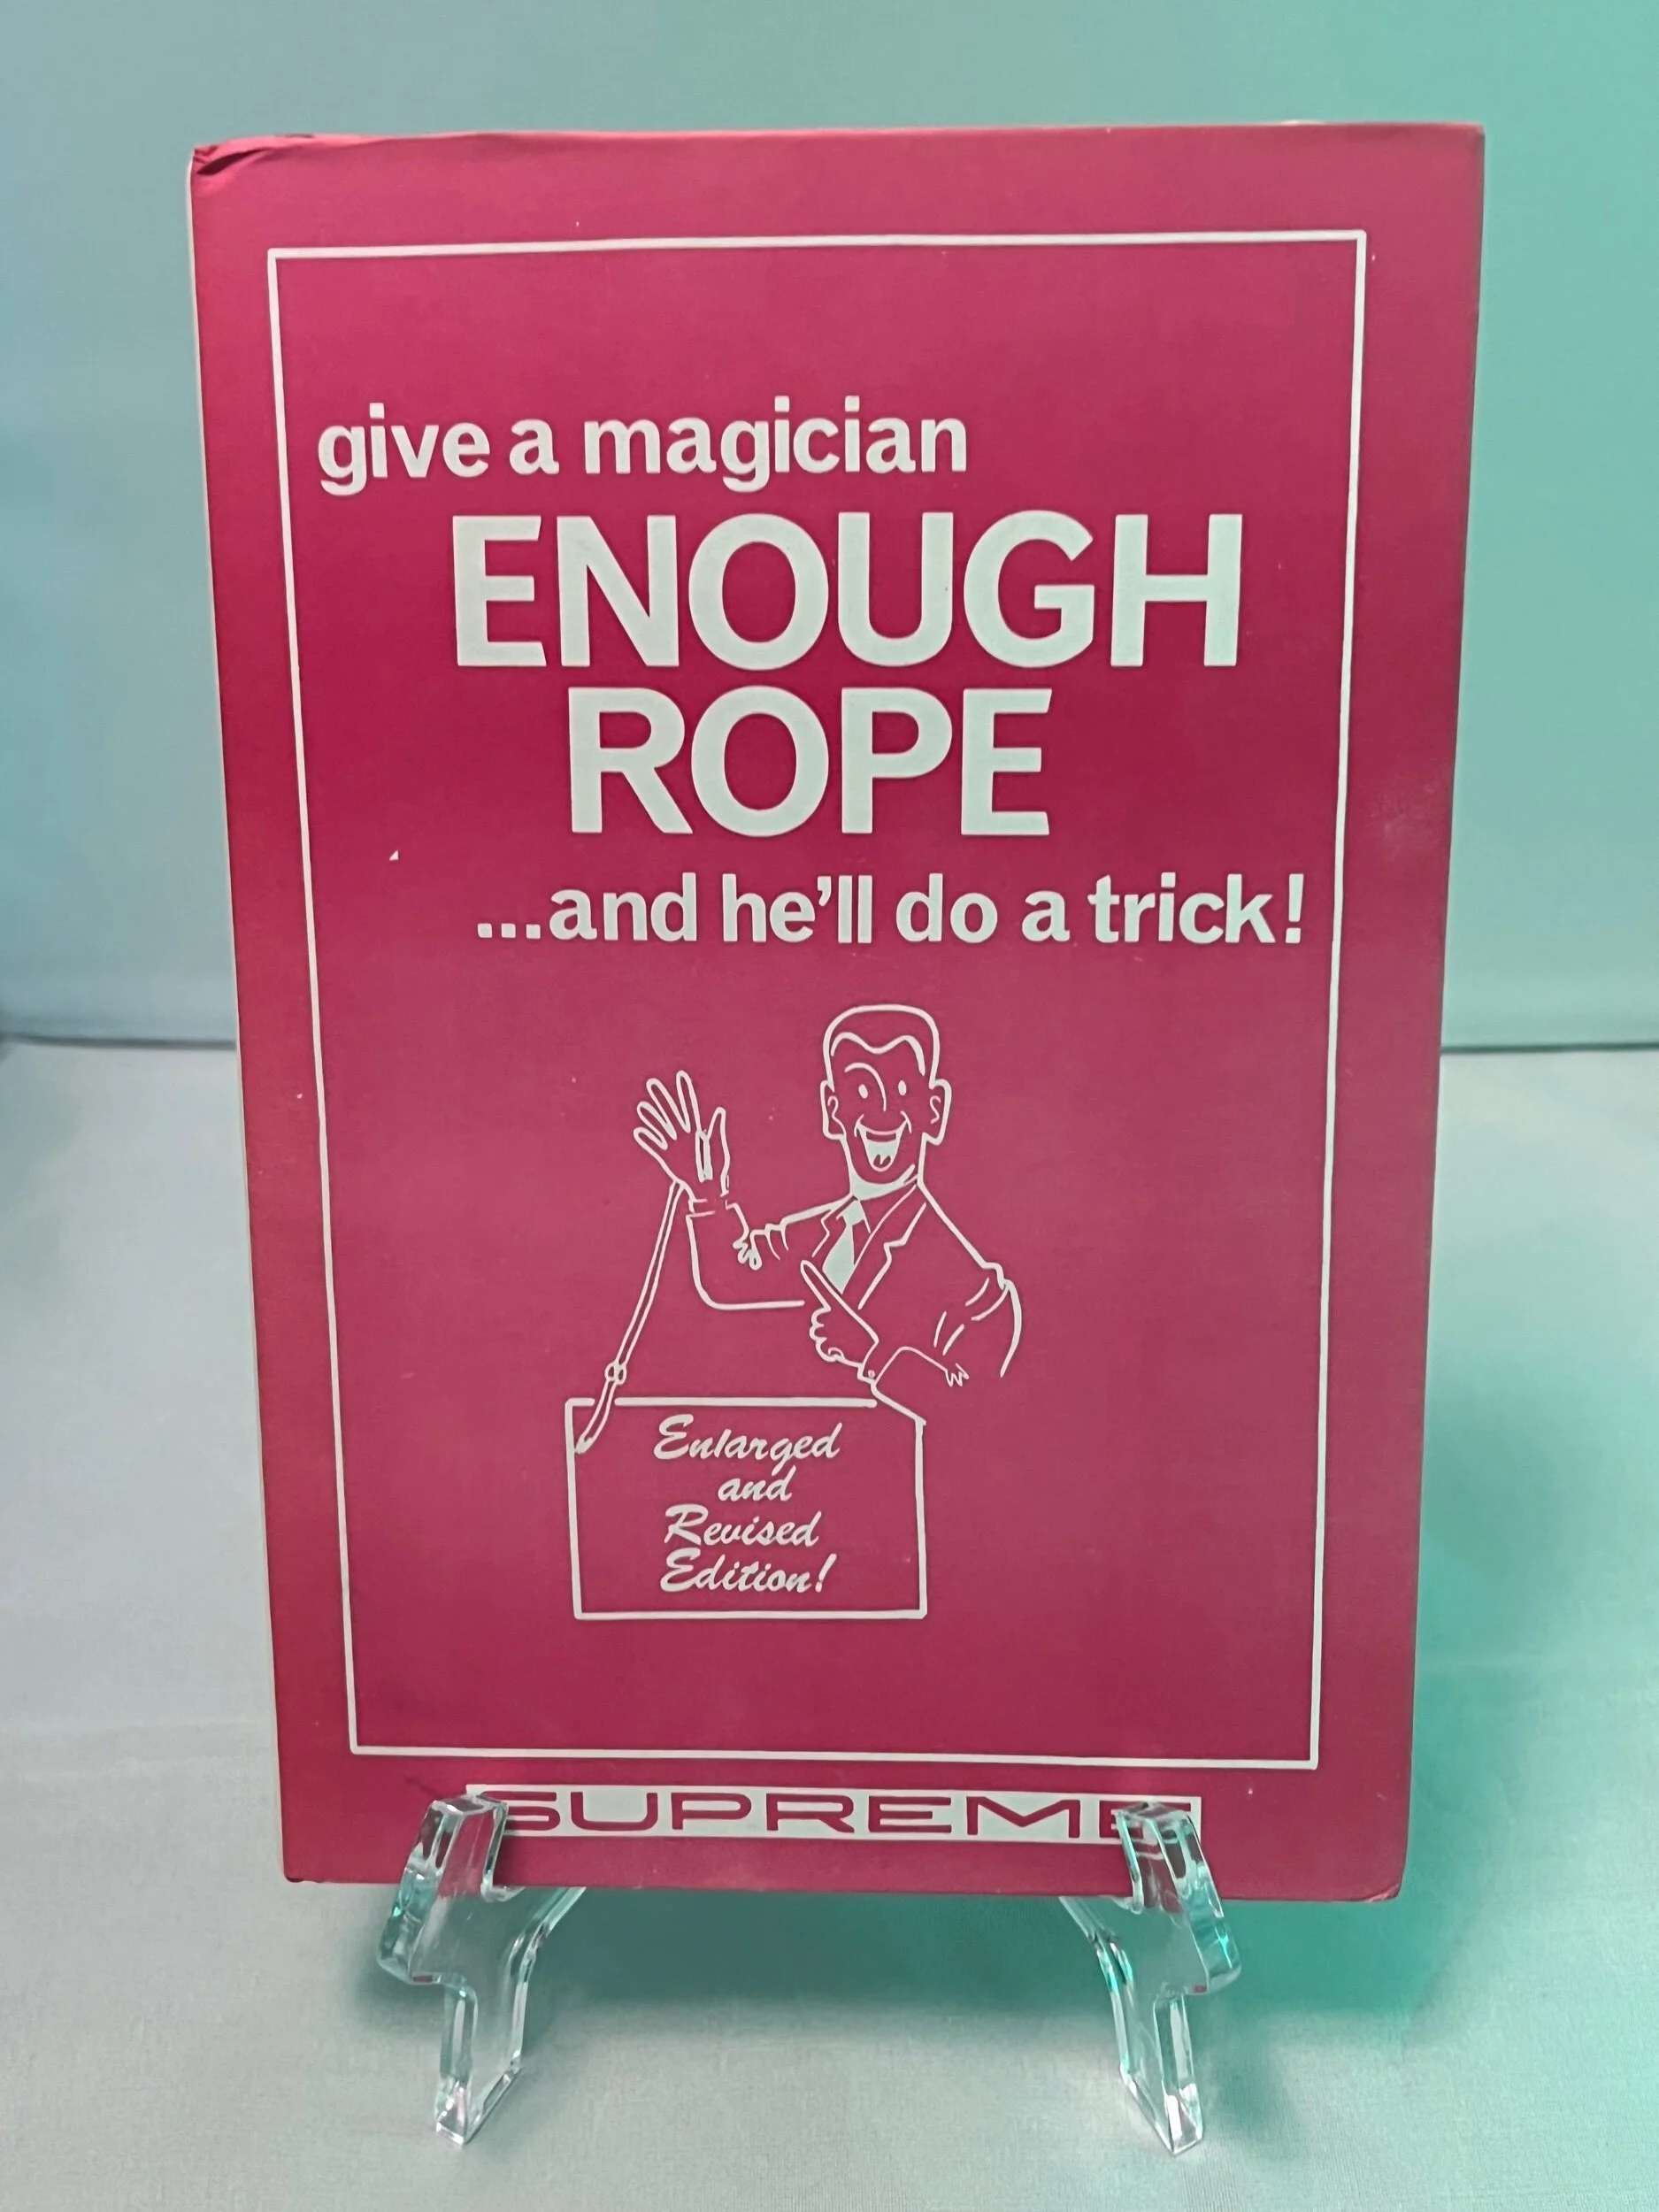 give a magician
ENOUGH
ROPE
...and he'll do a trick!
Enlarged
and
Revised
Edition!
SUPREME